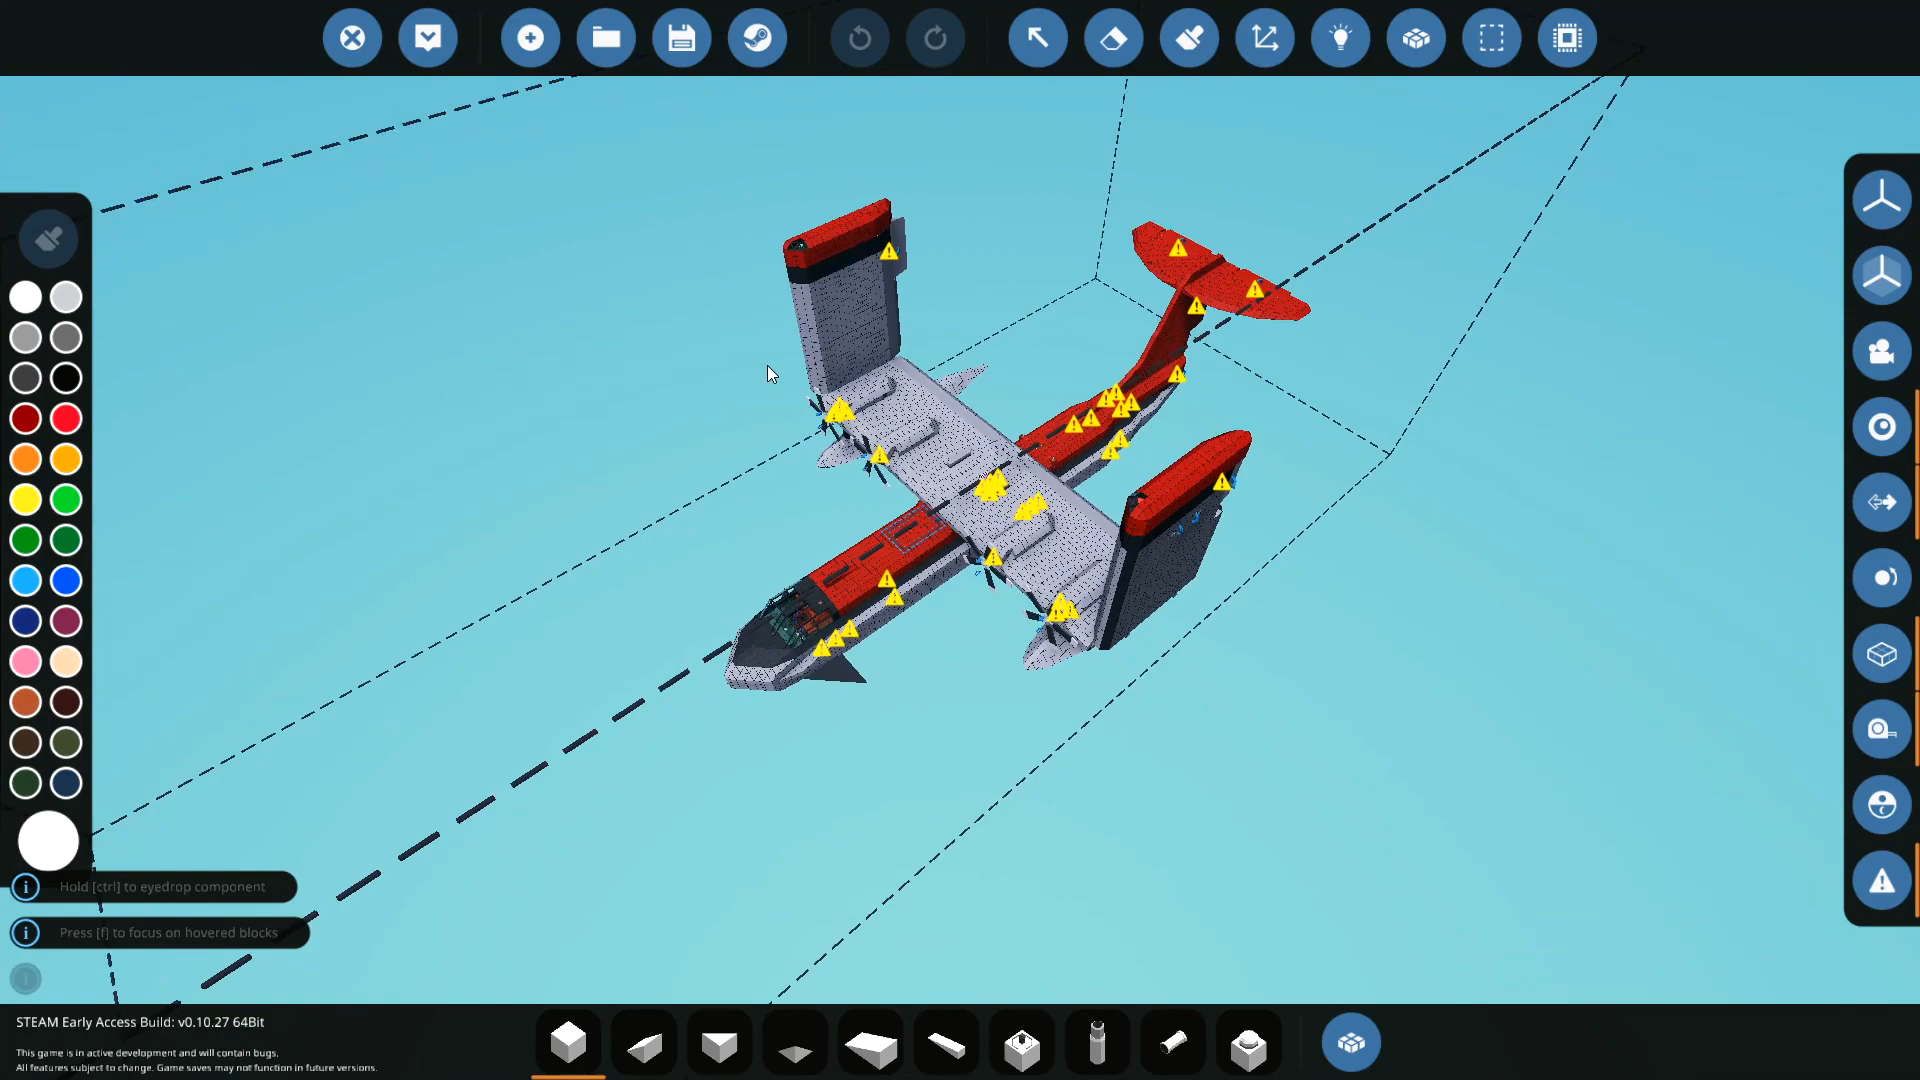 Hold [ctrl] to eyedrop component
Press [f] to focus on hovered blocks
STEAM Early Access Build: v0.10.27 64Bit
This game is in active development and will contain bugs.
All features subject to change. Game saves may not function in future versions.